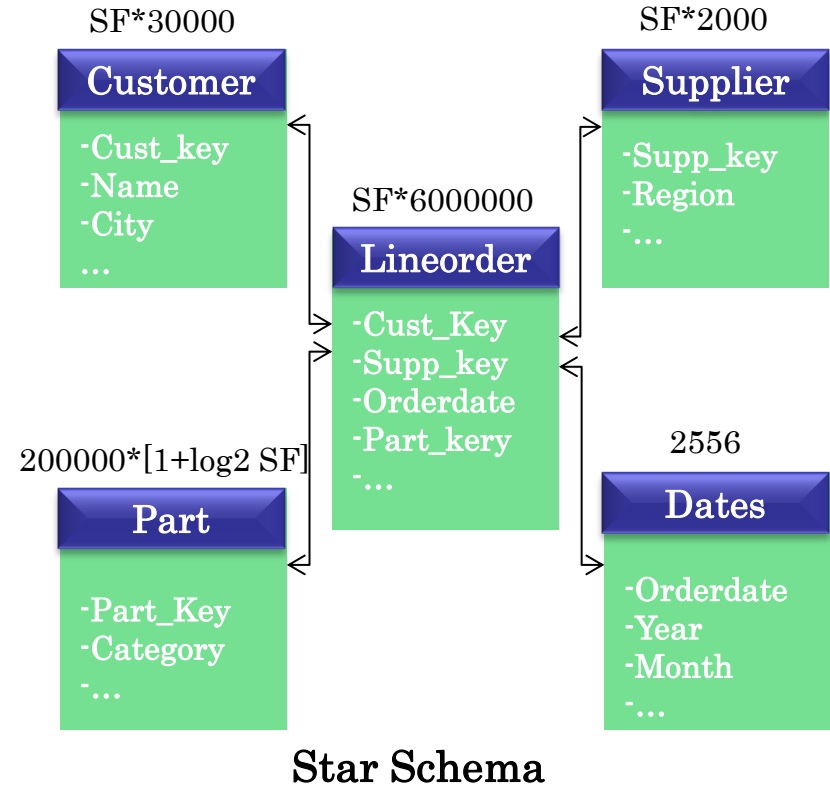 SF*30000
Customer
-Cust_key
-Name
-City
...
SF*2000
Supplier
-Supp_key
-Region
-...
SF*6000000
Lineorder
-Cust_Key
-Supp_key
-Orderdate
-Part_kery
-...
200000*[1+log2 SF]
Part
-Part_Key
-Category
-...
2556
Dates
-Orderdate
-Year
-Month
-...
Star Schema